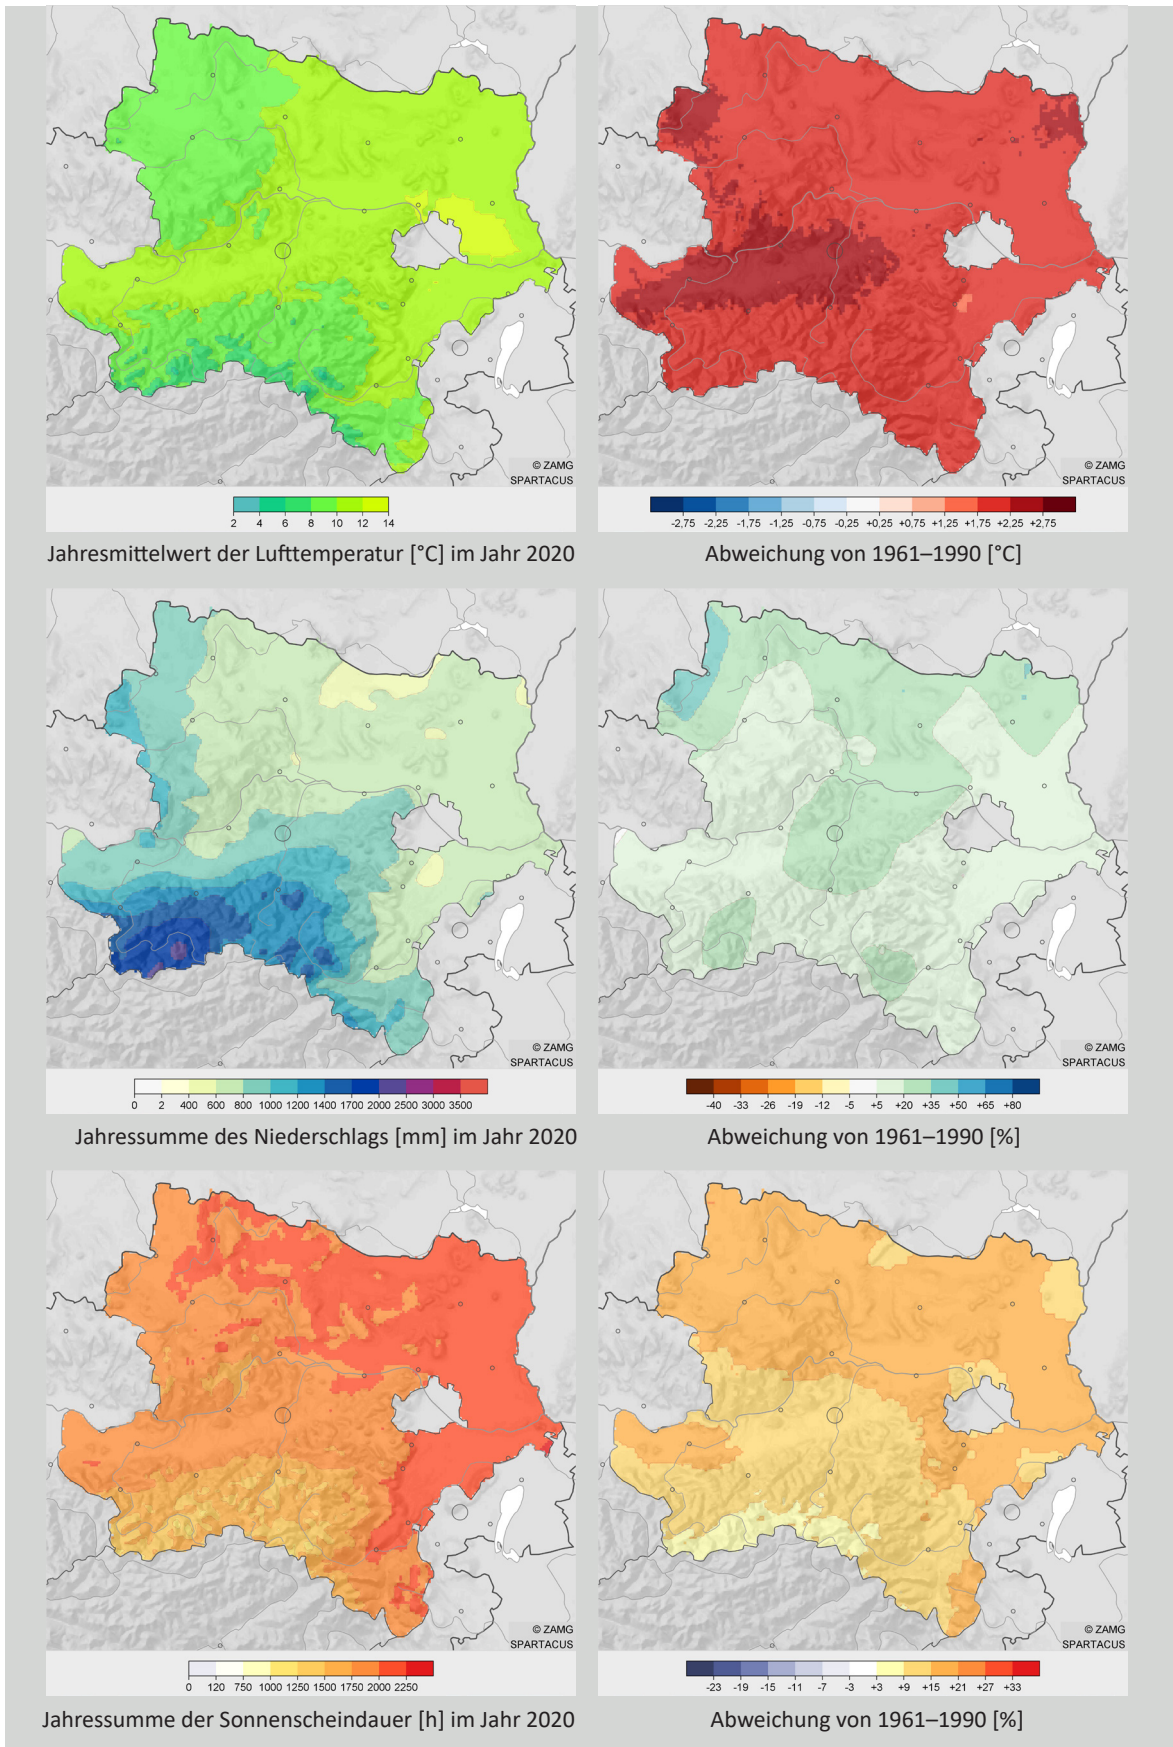 © ZAMG
SPARTACUS
2 4 6 8 10 12 14
Jahresmittelwert der Lufttemperatur [°C] im Jahr 2020
© ZAMG
SPARTACUS
-2,75 -2,25 -1,75 -1,25 -0,75 -0,25 +0,25 +0,75 +1,25 +1,75 +2,25 +2,75
Abweichung von 1961–1990 [°C]
© ZAMG
SPARTACUS
0 2 400 600 800 1000 1200 1400 1700 2000 2500 3000 3500
Jahressumme des Niederschlags [mm] im Jahr 2020
© ZAMG
SPARTACUS
-40 -33 -26 -19 -12 -5 +5 +20 +35 +50 +65 +80
Abweichung von 1961–1990 [%]
© ZAMG
SPARTACUS
0 120 750 1000 1250 1500 1750 2000 2250
Jahressumme der Sonnenscheindauer [h] im Jahr 2020
© ZAMG
SPARTACUS
-23 -19 -15 -11 -7 -3 +3 +9 +15 +21 +27 +33
Abweichung von 1961–1990 [%]